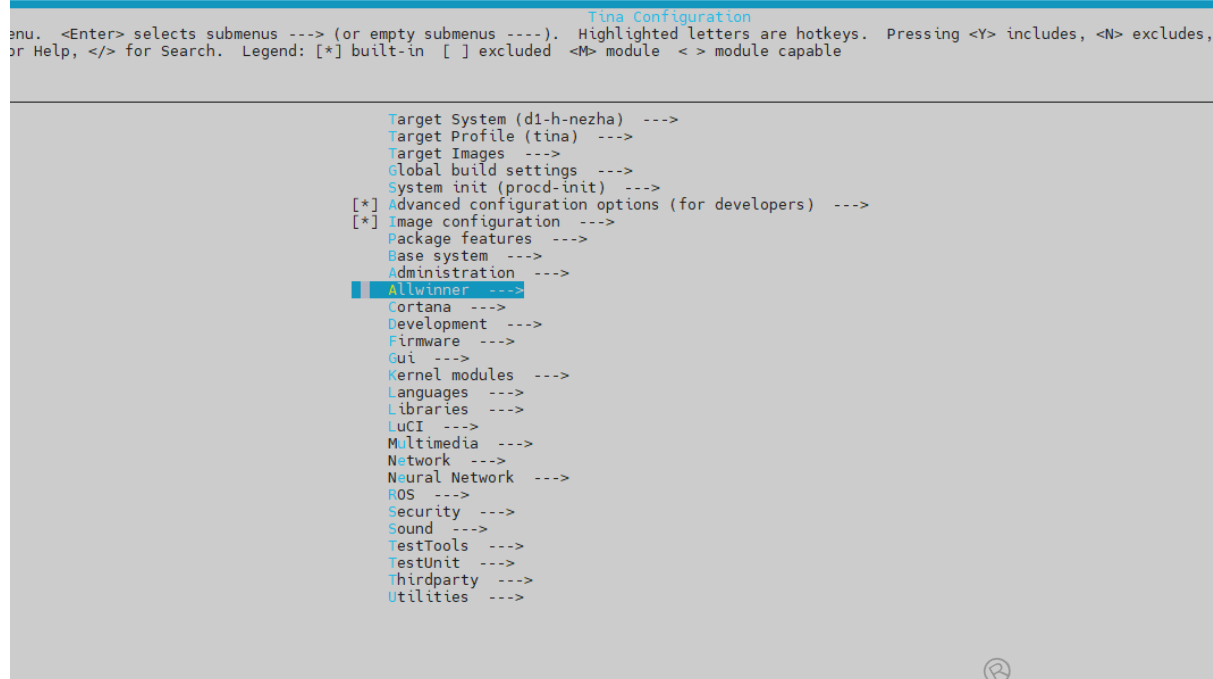 Tina Configuration
enu. <Enter> selects submenus ---> (or empty submenus ----). Highlighted letters are hotkeys. Pressing <Y> includes, <N> excludes,
or Help, </> for Search. Legend: [*] built-in [ ] excluded <M> module < > module capable
Target System (d1-h-nezha) --->
Target Profile (tina) --->
Target Images --->
Global build settings --->
System init (procd-init) --->
[*] Advanced configuration options (for developers) --->
[*] Image configuration --->
Package features --->
Base system --->
Administration --->
Allwinner --->
Cortana --->
Development --->
Firmware --->
Gui --->
Kernel modules --->
Languages --->
Libraries --->
LuCI --->
Multimedia --->
Network --->
Neural Network --->
ROS --->
Security --->
Sound --->
TestTools --->
TestUnit --->
Thirdparty --->
Utilities --->
®